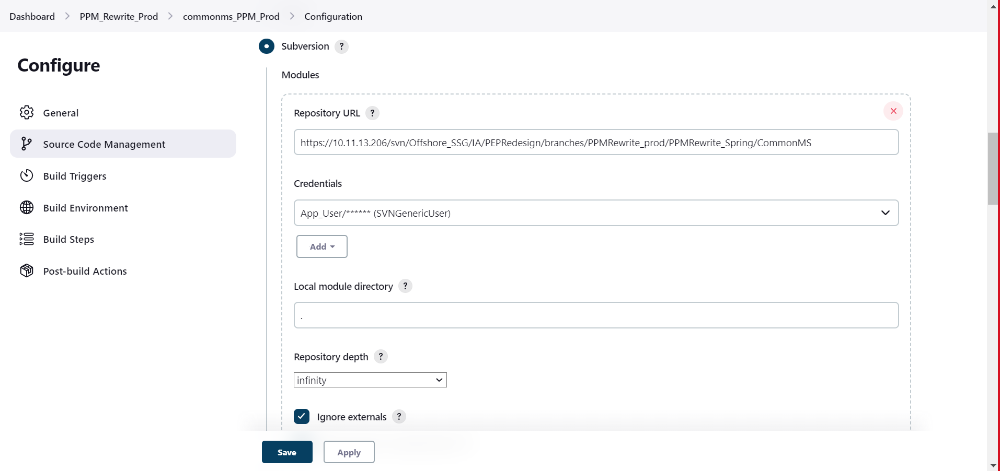 Dashboard > PPM_Rewrite_Prod > commonms_PPM_Prod > Configuration
Configure
General
Source Code Management
Build Triggers
Build Environment
Build Steps
Post-build Actions
Subversion ?
Modules
Repository URL ?
https://10.11.13.206/svn/Offshore_SSG/IA/PEPRedesign/branches/PPMRewrite_prod/PPMRewrite_Spring/CommonMS
Credentials
App_User/****** (SVNGenericUser)
Add
Local module directory ?
.
Repository depth ?
infinity
Ignore externals ?
Save Apply